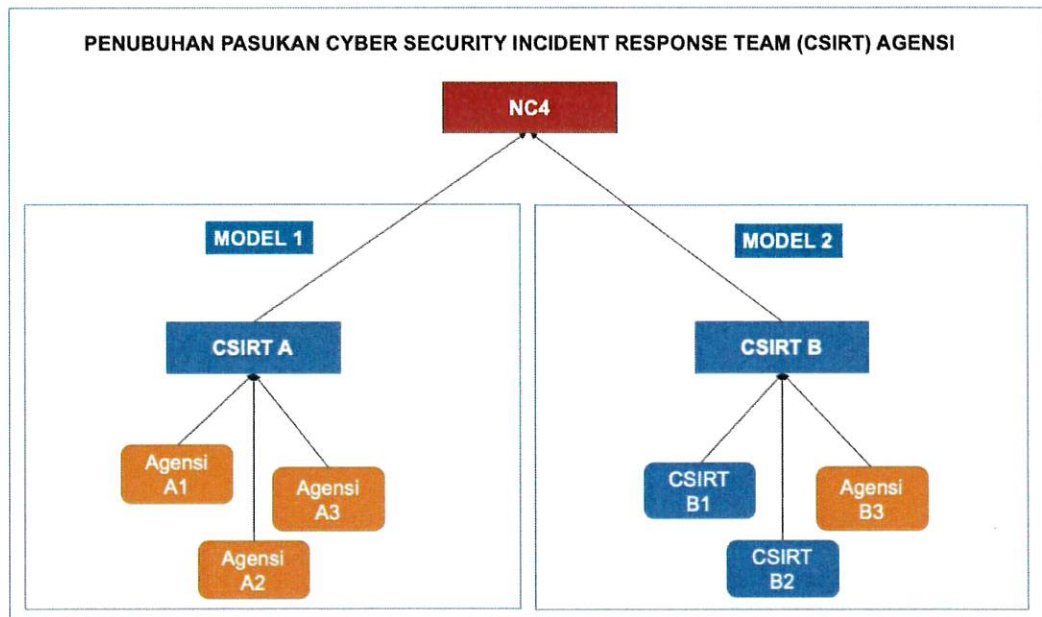 PENUBUHAN PASUKAN CYBER SECURITY INCIDENT RESPONSE TEAM (CSIRT) AGENSI
NC4
MODEL 1
CSIRT A
Agensi
A1
Agensi
A3
Agensi
A2
MODEL 2
CSIRT B
CSIRT
B1
Agensi
B3
CSIRT
B2